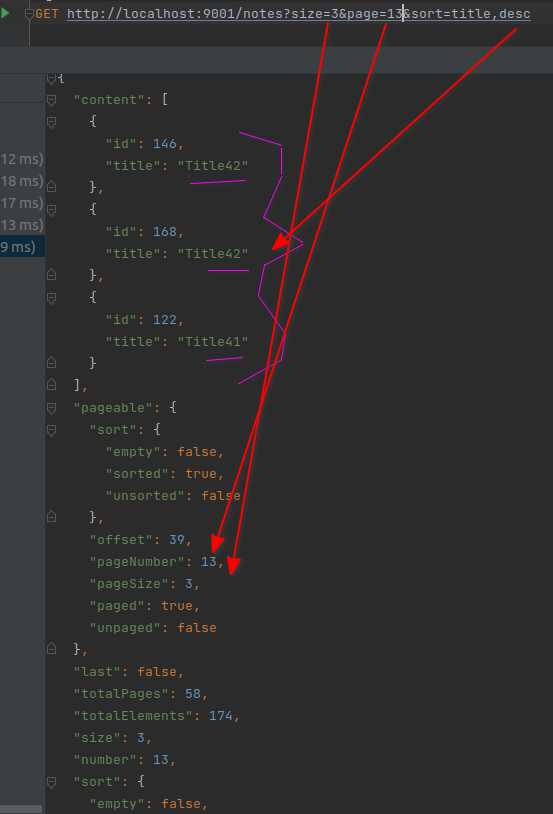 GET http://localhost:9001/notes?size=3&page=13&sort=title,desc
{
"content": [
{
"id": 146,
12 ms)
"title": "Title42"
18 ms)
},
17 ms)
{
13 ms)
"id": 168,
9 ms)
"title": "Title42"
},
{
"id": 122,
"title": "Title41"
}
],
"pageable": {
"sort": {
"empty": false,
"sorted": true,
"unsorted": false
},
"offset": 39,
"pageNumber": 13,
"pageSize": 3,
"paged": true,
"unpaged": false
},
"last": false,
"totalPages": 58,
"totalElements": 174,
"size": 3,
"number": 13,
"sort": {
"empty": false,